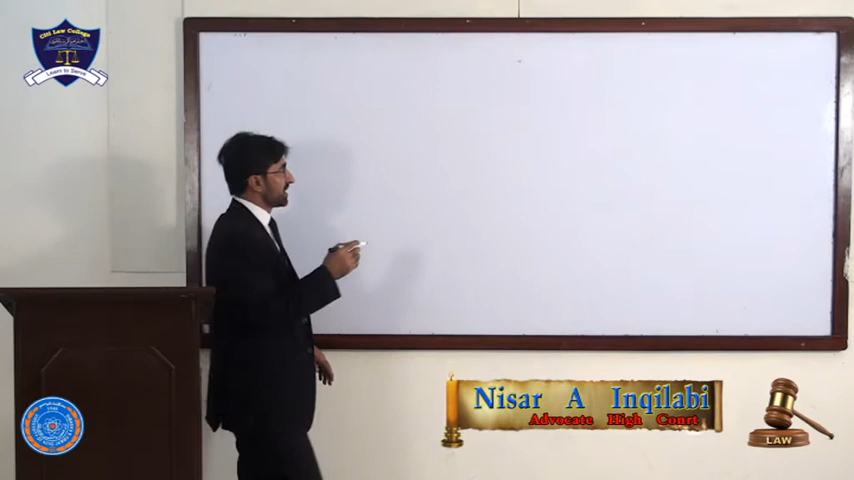 Citi Law College
Learn to Serve
Nisar A Inqilabi
Advocate High Court
LAW